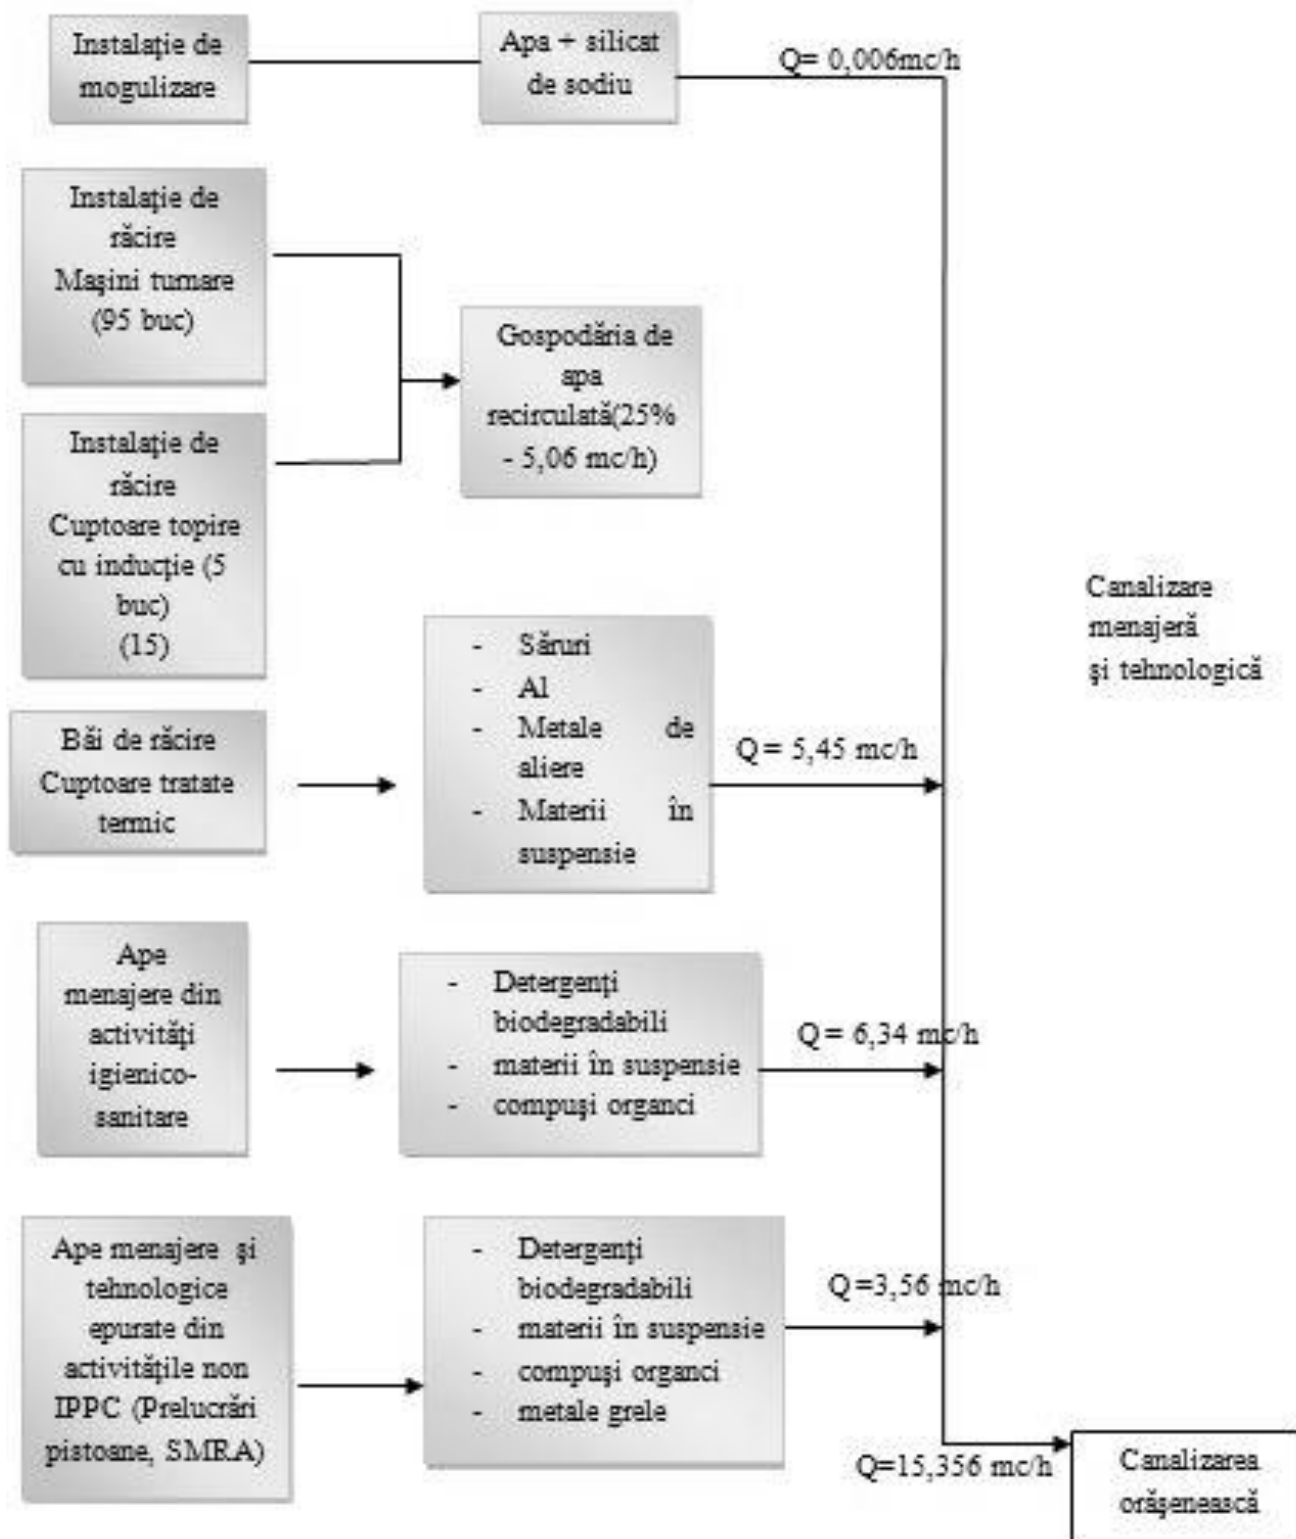 Instalaţie de
mogulizare
Apa + silicat
de sodiu
Q= 0,006mc/h
Instalaţie de
răcire
Maşini turnare
(95 buc)
Gospodăria de
apa
recirculată(25%
- 5,06 mc/h)
Instalaţie de
răcire
Cuptoare topire
cu inducţie (5
buc)
(15)
Canalizare
menajeră
şi tehnologică
Băi de răcire
Cuptoare tratate
termic
- Săruri
- Al
- Metale de
aliere
- Materii în
suspensie
Q = 5,45 mc/h
Ape
menajere din
activităţi
igienico-
sanitare
- Detergenţi
biodegradabili
- materii în suspensie
- compuşi organci
Q = 6,34 mc/h
Ape menajere şi
tehnologice
epurate din
activităţile non
IPPC (Prelucrări
pistoane, SMRA)
- Detergenţi
biodegradabili
- materii în suspensie
- compuşi organci
- metale grele
Q =3,56 mc/h
Q=15,356 mc/h
Canalizarea
orăşenească